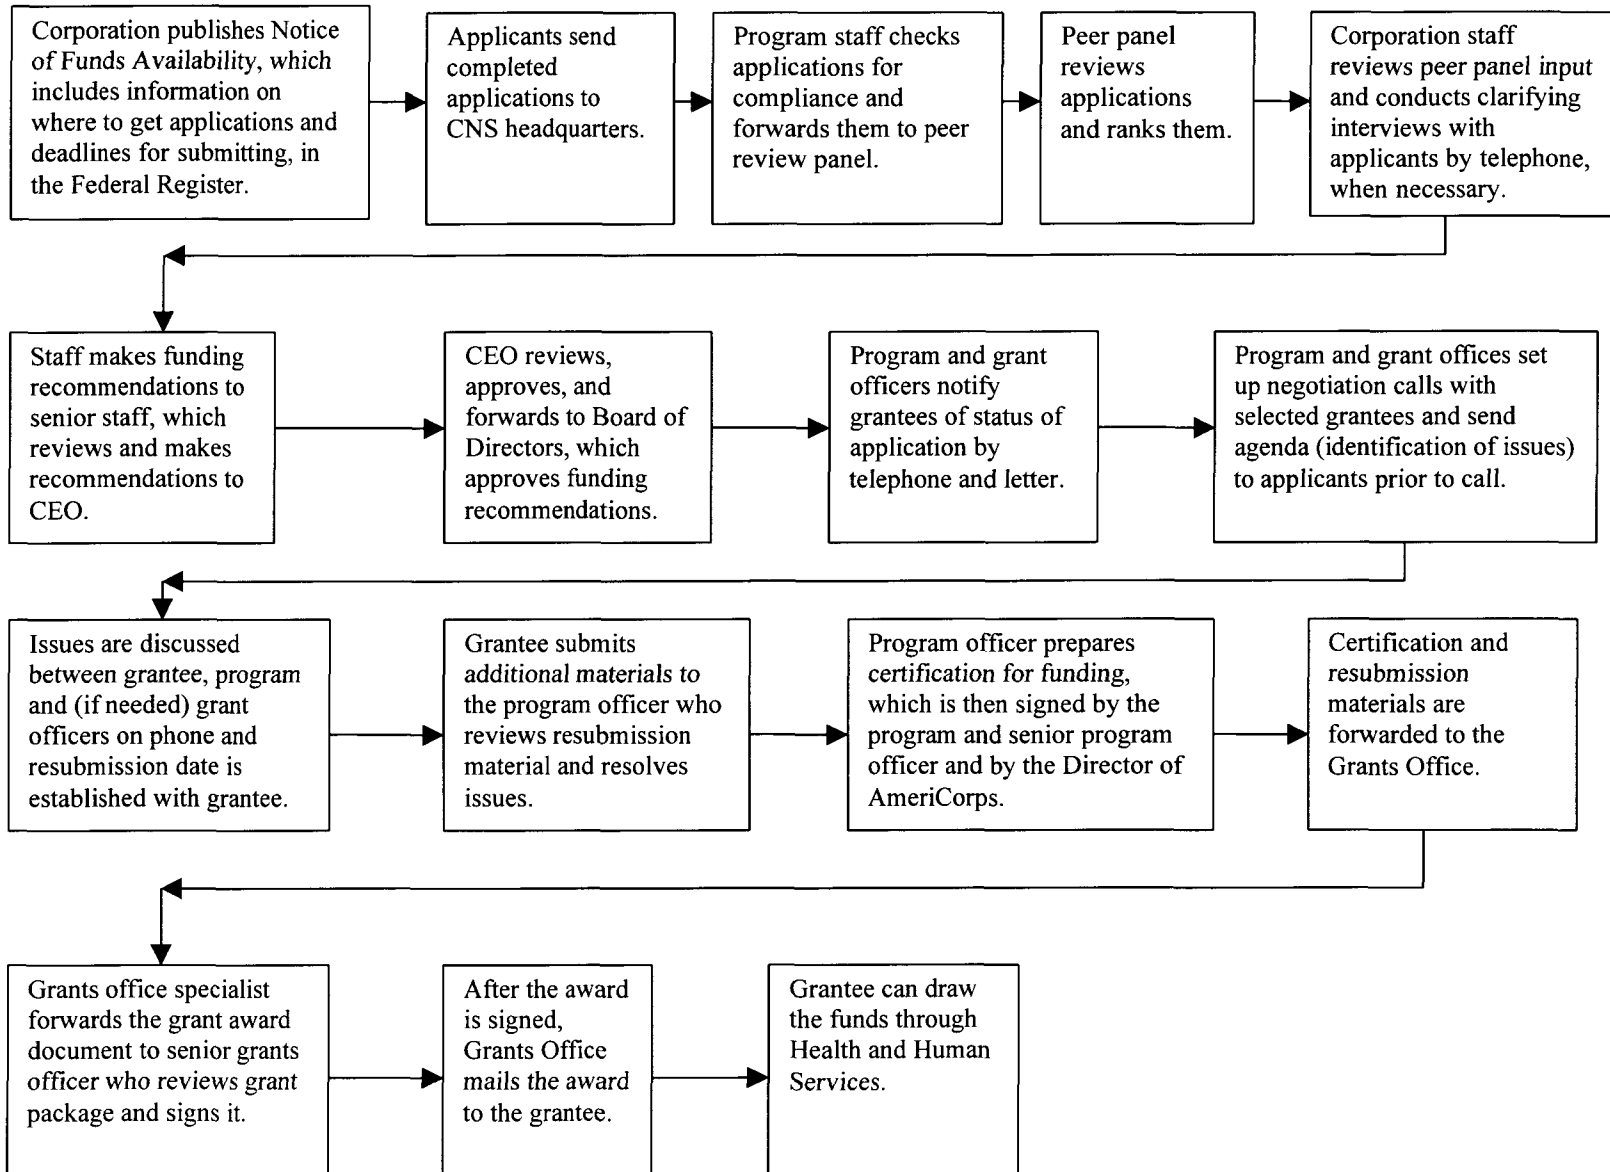 Corporation publishes Notice
of Funds Availability, which
includes information on
where to get applications and
deadlines for submitting, in
the Federal Register.
Applicants send
completed
applications to
CNS headquarters.
Program staff checks
applications for
compliance and
forwards them to peer
review panel.
Peer panel
reviews
applications
and ranks them.
Corporation staff
reviews peer panel input
and conducts clarifying
interviews with
applicants by telephone,
when necessary.
Staff makes funding
recommendations to
senior staff, which
reviews and makes
recommendations to
CEO.
CEO reviews,
approves, and
forwards to Board of
Directors, which
approves funding
recommendations.
Program and grant
officers notify
grantees of status of
application by
telephone and letter.
Program and grant offices set
up negotiation calls with
selected grantees and send
agenda (identification of issues)
to applicants prior to call.
Issues are discussed
between grantee, program
and (if needed) grant
officers on phone and
resubmission date is
established with grantee.
Grantee submits
additional materials to
the program officer who
reviews resubmission
material and resolves
issues.
Program officer prepares
certification for funding,
which is then signed by the
program and senior program
officer and by the Director of
AmeriCorps.
Certification and
resubmission
materials are
forwarded to the
Grants Office.
Grants office specialist
forwards the grant award
document to senior grants
officer who reviews grant
package and signs it.
After the award
is signed,
Grants Office
mails the award
to the grantee.
Grantee can draw
the funds through
Health and Human
Services.